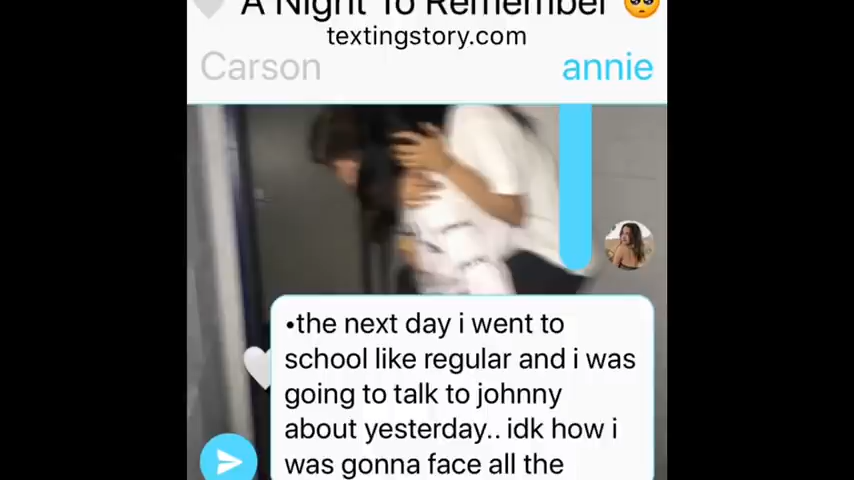 A Night To Remember 🥺
textingstory.com
Carson
annie
•the next day i went to
school like regular and i was
going to talk to johnny
about yesterday.. idk how i
was gonna face all the